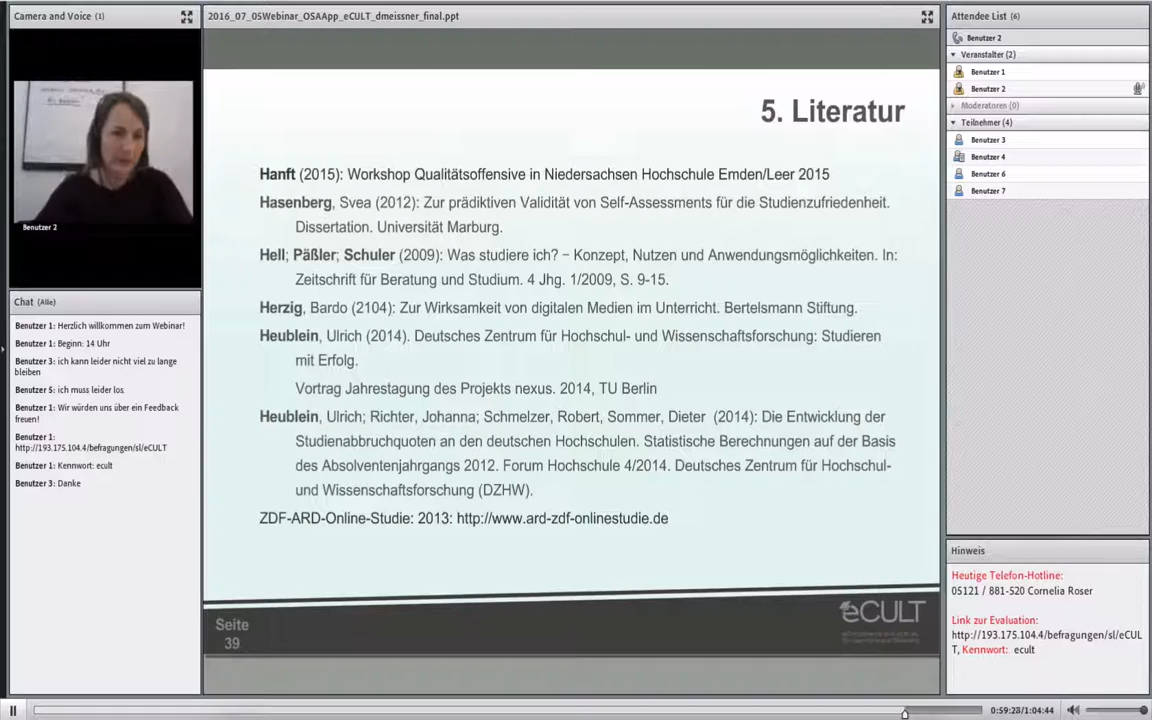 Camera and Voice (1)
Benutzer 2
Chat (Alle)
Benutzer 1: Herzlich willkommen zum Webinar!
Benutzer 1: Beginn: 14 Uhr
Benutzer 3: ich kann leider nicht viel zu lange
bleiben
Benutzer 5: ich muss leider los.
Benutzer 1: Wir würden uns über ein Feedback
freuen!
Benutzer 1:
http://193.175.104.4/befragungen/sl/eCULT
Benutzer 1: Kennwort: ecult
Benutzer 3: Danke
2016_07_05Webinar_OSAApp_eCULT_dmeissner_final.ppt
5. Literatur
Hanft (2015): Workshop Qualitätsoffensive in Niedersachsen Hochschule Emden/Leer 2015
Hasenberg, Svea (2012): Zur prädiktiven Validität von Self-Assessments für die Studienzufriedenheit.
Dissertation. Universität Marburg.
Hell; Päßler; Schuler (2009): Was studiere ich? – Konzept, Nutzen und Anwendungsmöglichkeiten. In:
Zeitschrift für Beratung und Studium. 4 Jhg. 1/2009, S. 9-15.
Herzig, Bardo (2104): Zur Wirksamkeit von digitalen Medien im Unterricht. Bertelsmann Stiftung.
Heublein, Ulrich (2014). Deutsches Zentrum für Hochschul- und Wissenschaftsforschung: Studieren
mit Erfolg.
Vortrag Jahrestagung des Projekts nexus. 2014, TU Berlin
Heublein, Ulrich; Richter, Johanna; Schmelzer, Robert, Sommer, Dieter (2014): Die Entwicklung der
Studienabbruchquoten an den deutschen Hochschulen. Statistische Berechnungen auf der Basis
des Absolventenjahrgangs 2012. Forum Hochschule 4/2014. Deutsches Zentrum für Hochschul-
und Wissenschaftsforschung (DZHW).
ZDF-ARD-Online-Studie: 2013: http://www.ard-zdf-onlinestudie.de
Seite
39
eCULT
Attendee List (6)
Benutzer 2
Veranstalter (2)
Benutzer 1
Benutzer 2
Moderatoren (0)
Teilnehmer (4)
Benutzer 3
Benutzer 4
Benutzer 6
Benutzer 7
Hinweis
Heutige Telefon-Hotline:
05121 / 881-520 Cornelia Roser
Link zur Evaluation:
http://193.175.104.4/befragungen/sl/eCUL
T, Kennwort: ecult
0:59:28/1:04:44